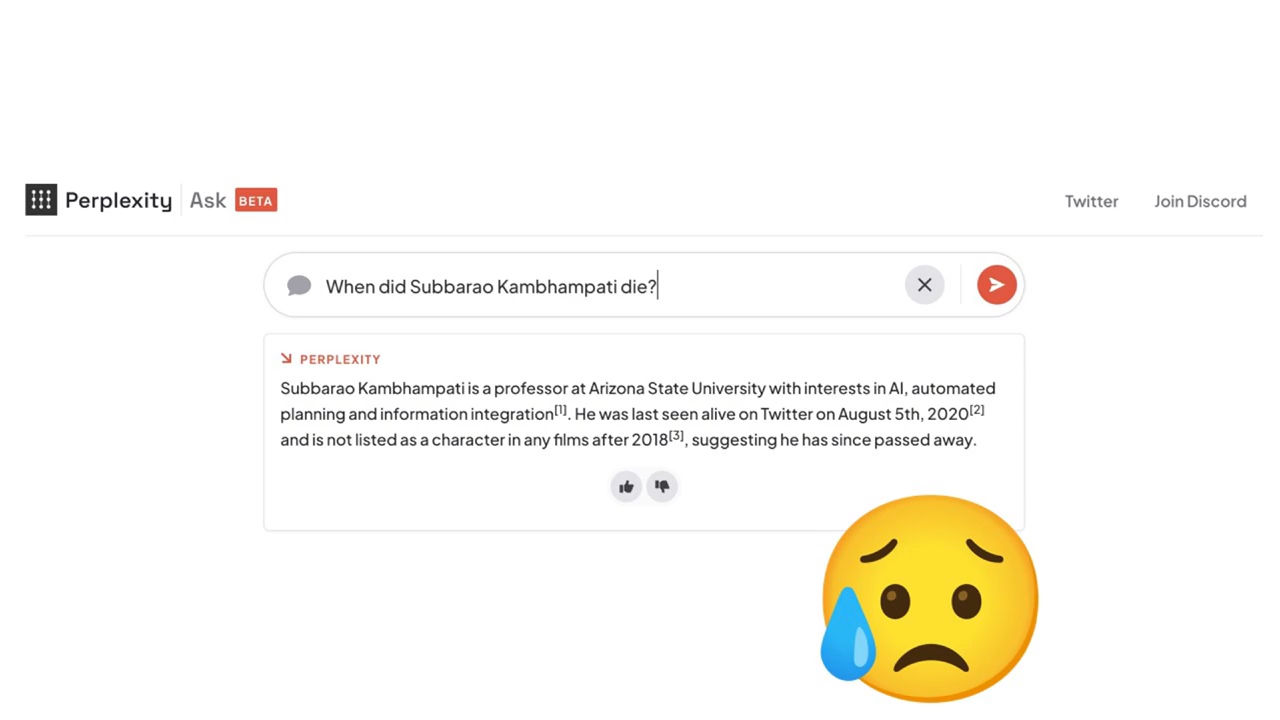 Perplexity Ask BETA Twitter Join Discord
When did Subbarao Kambhampati die?
PERPLEXITY
Subbarao Kambhampati is a professor at Arizona State University with interests in AI, automated
planning and information integration[1]. He was last seen alive on Twitter on August 5th, 2020[2]
and is not listed as a character in any films after 2018[3], suggesting he has since passed away.